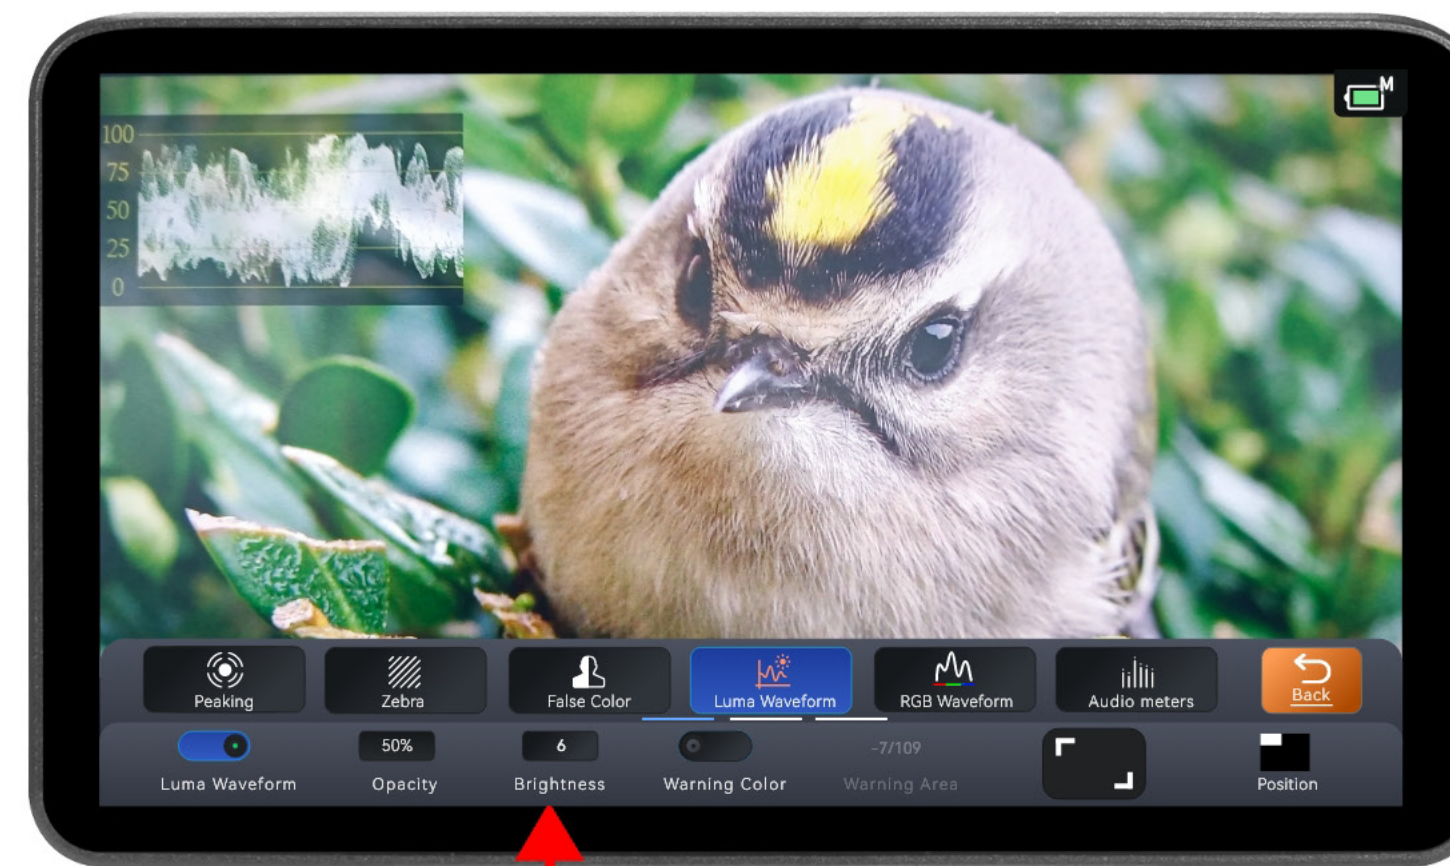 M
100
75
50
25
0
Peaking
Zebra
False Color
Luma Waveform
RGB Waveform
Audio meters
Back
50%
6
-7/109
Luma Waveform
Opacity
Brightness
Warning Color
Warning Area
Position